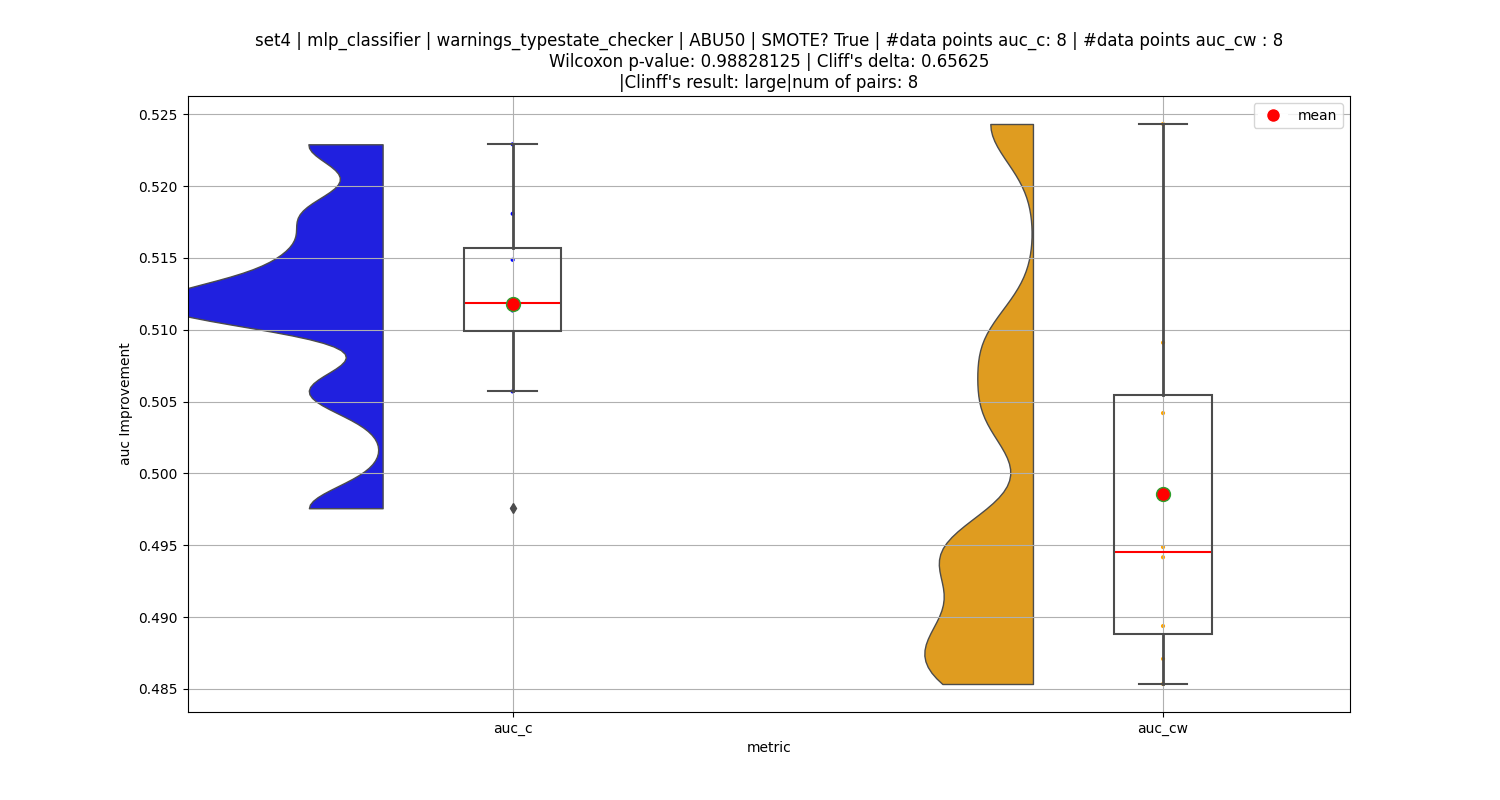 set4 | mlp_classifier | warnings_typestate_checker | ABU50 | SMOTE? True | #data points auc_c: 8 | #data points auc_cw : 8
Wilcoxon p-value: 0.98828125 | Cliff's delta: 0.65625
|Clinff's result: large|num of pairs: 8
mean
0.525
0.520
0.515
0.510
0.505
0.500
0.495
0.490
0.485
auc Improvement
auc_c
auc_cw
metric